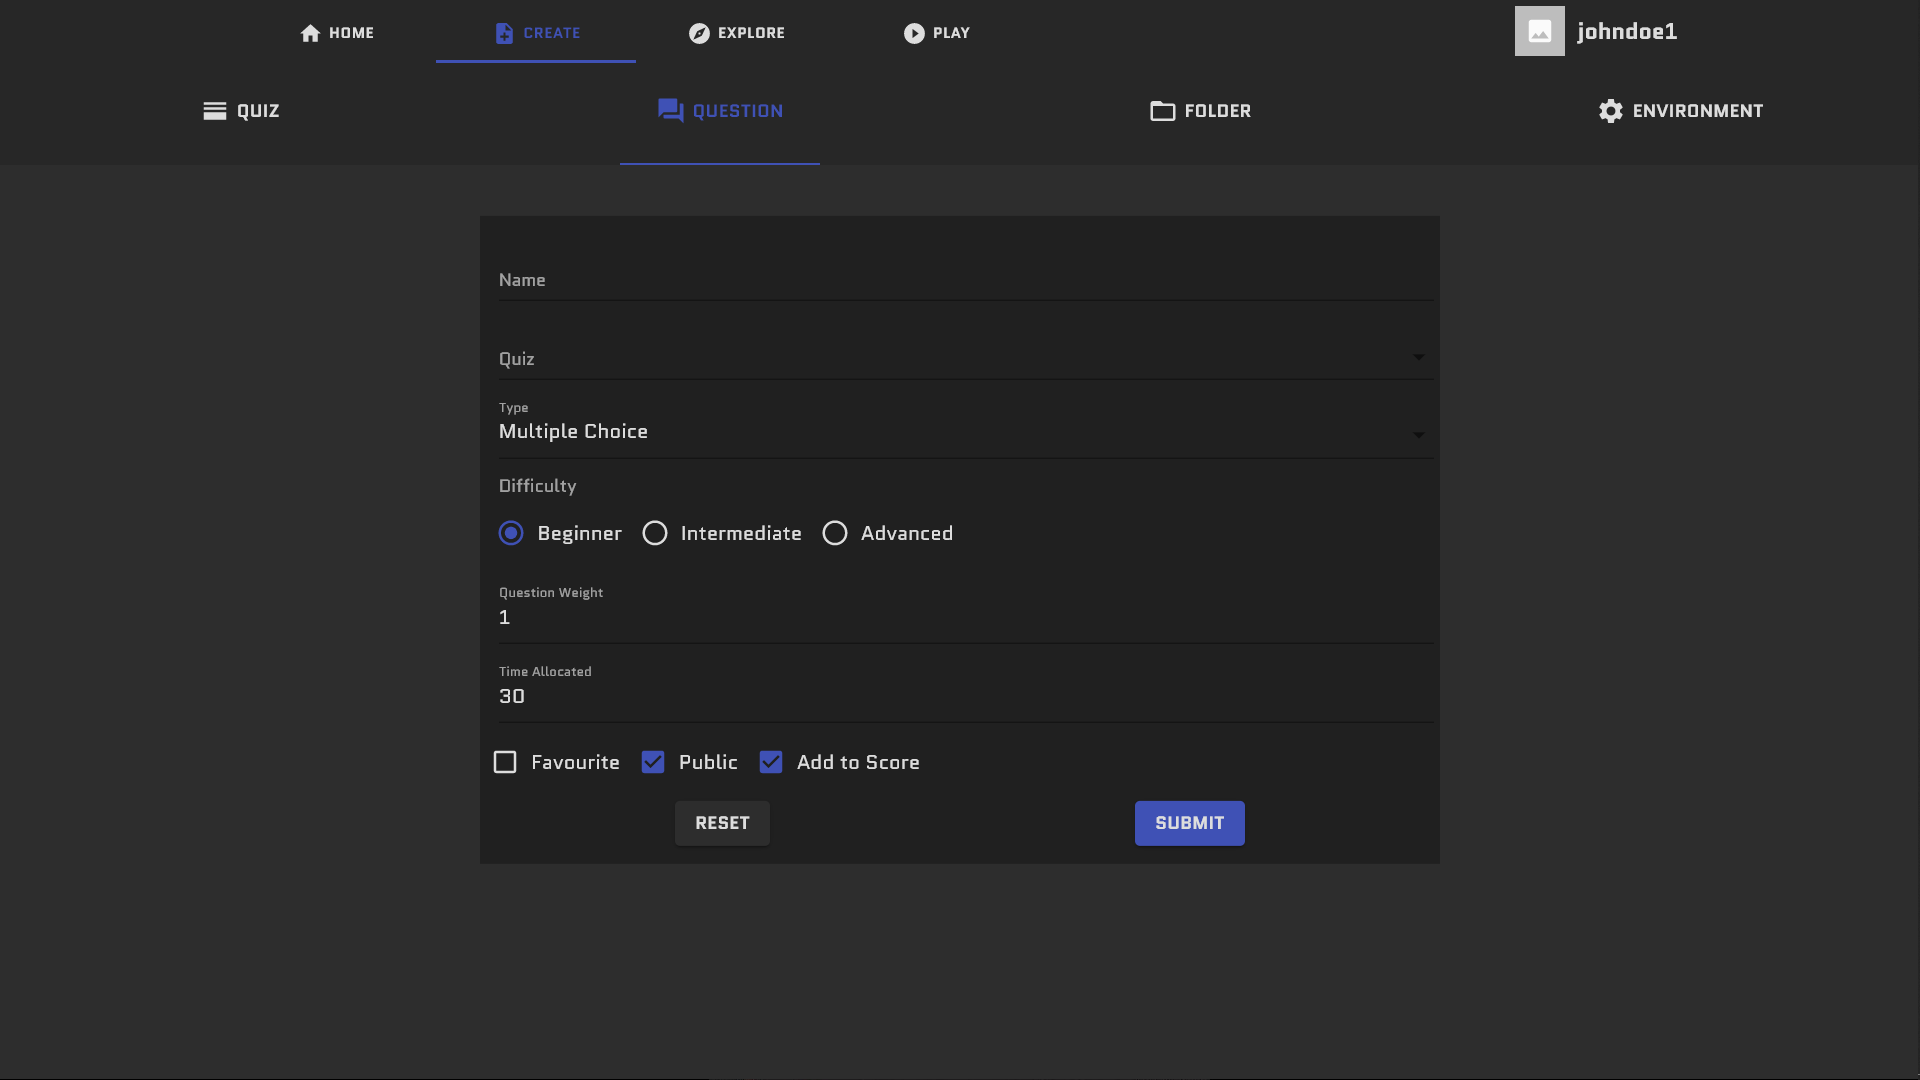 HOME CREATE EXPLORE PLAY johndoe1
QUIZ QUESTION FOLDER ENVIRONMENT
Name
Quiz
Type
Multiple Choice
Difficulty
Beginner Intermediate Advanced
Question Weight
1
Time Allocated
30
Favourite Public Add to Score
RESET SUBMIT